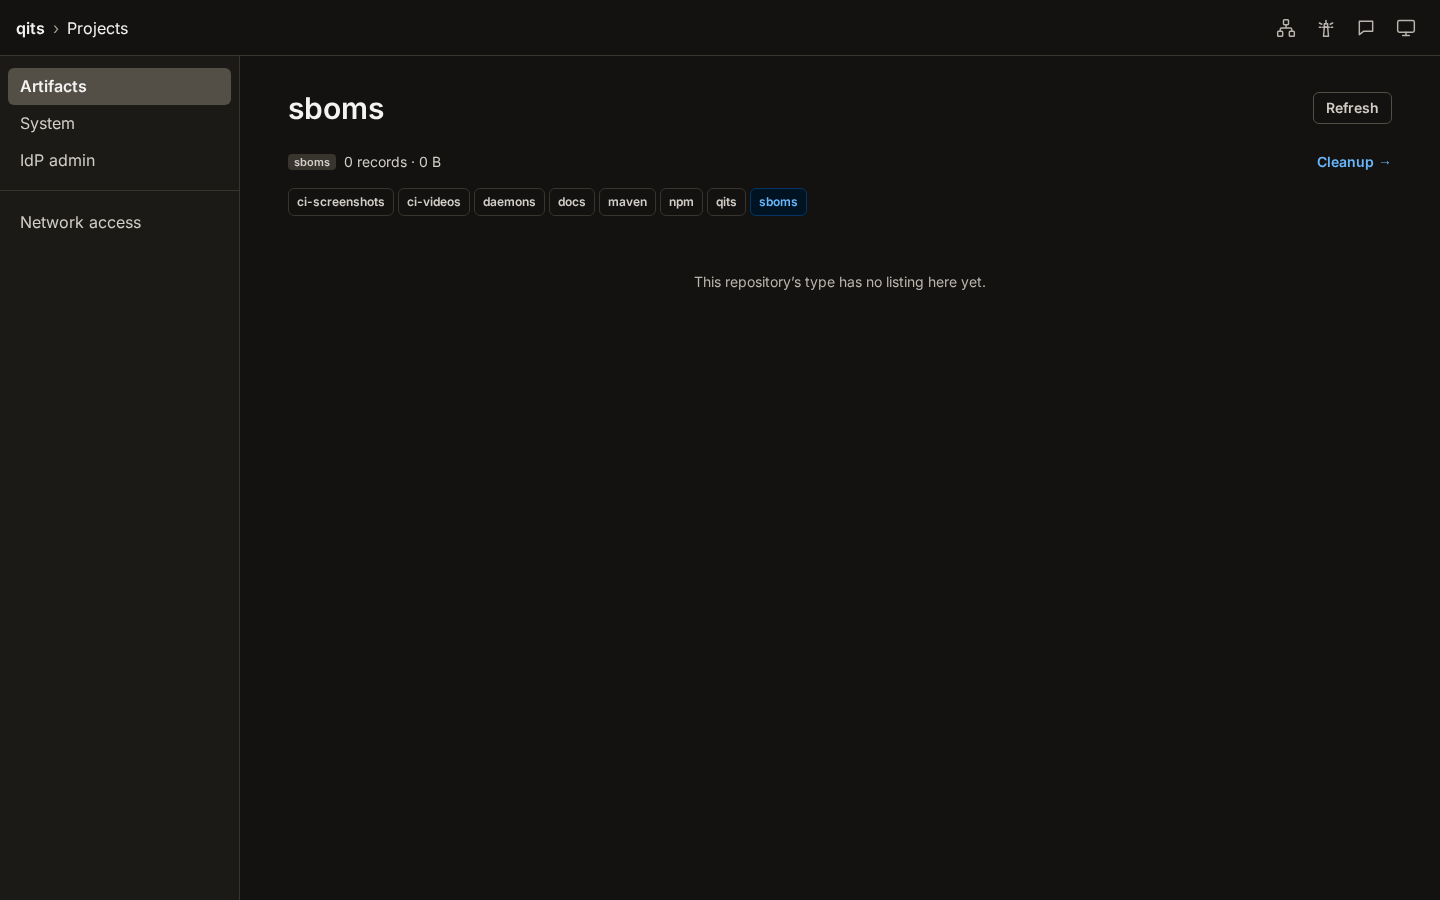 qits › Projects
Artifacts
System
IdP admin
Network access
sboms
Refresh
sboms 0 records · 0 B
Cleanup →
ci-screenshots ci-videos daemons docs maven npm qits sboms
This repository’s type has no listing here yet.